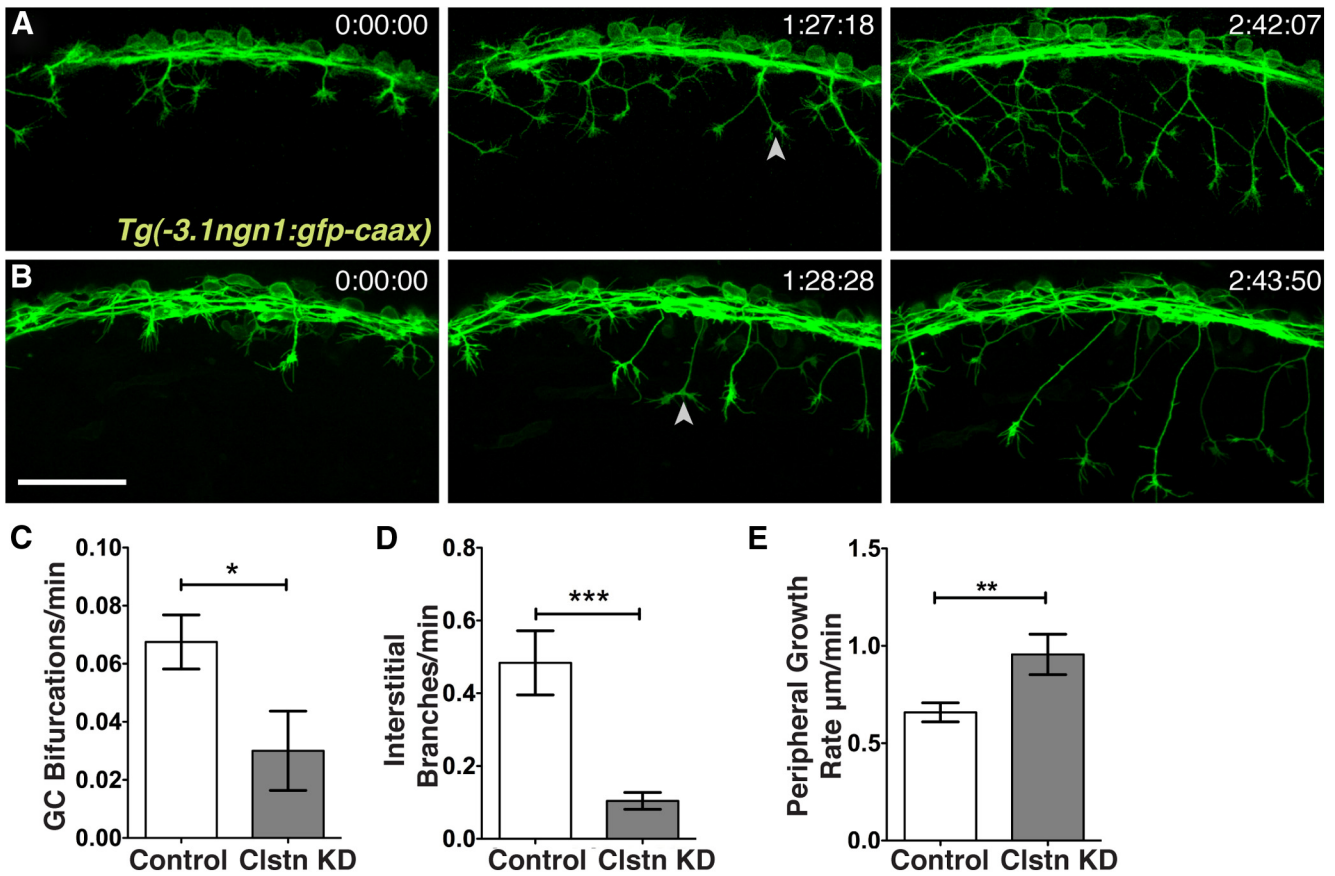 A
0:00:00
1:27:18
2:42:07
Tg(-3.1ngn1:gfp-caax)
B
0:00:00
1:28:28
2:43:50
C
GC Bifurcations/min
0.10
0.08
0.06
0.04
0.02
0.00
*
Control
Clstn KD
D
Interstitial
Branches/min
0.8
0.6
0.4
0.2
0.0
***
Control
Clstn KD
E
Peripheral Growth
Rate µm/min
1.5
1.0
0.5
0.0
**
Control
Clstn KD